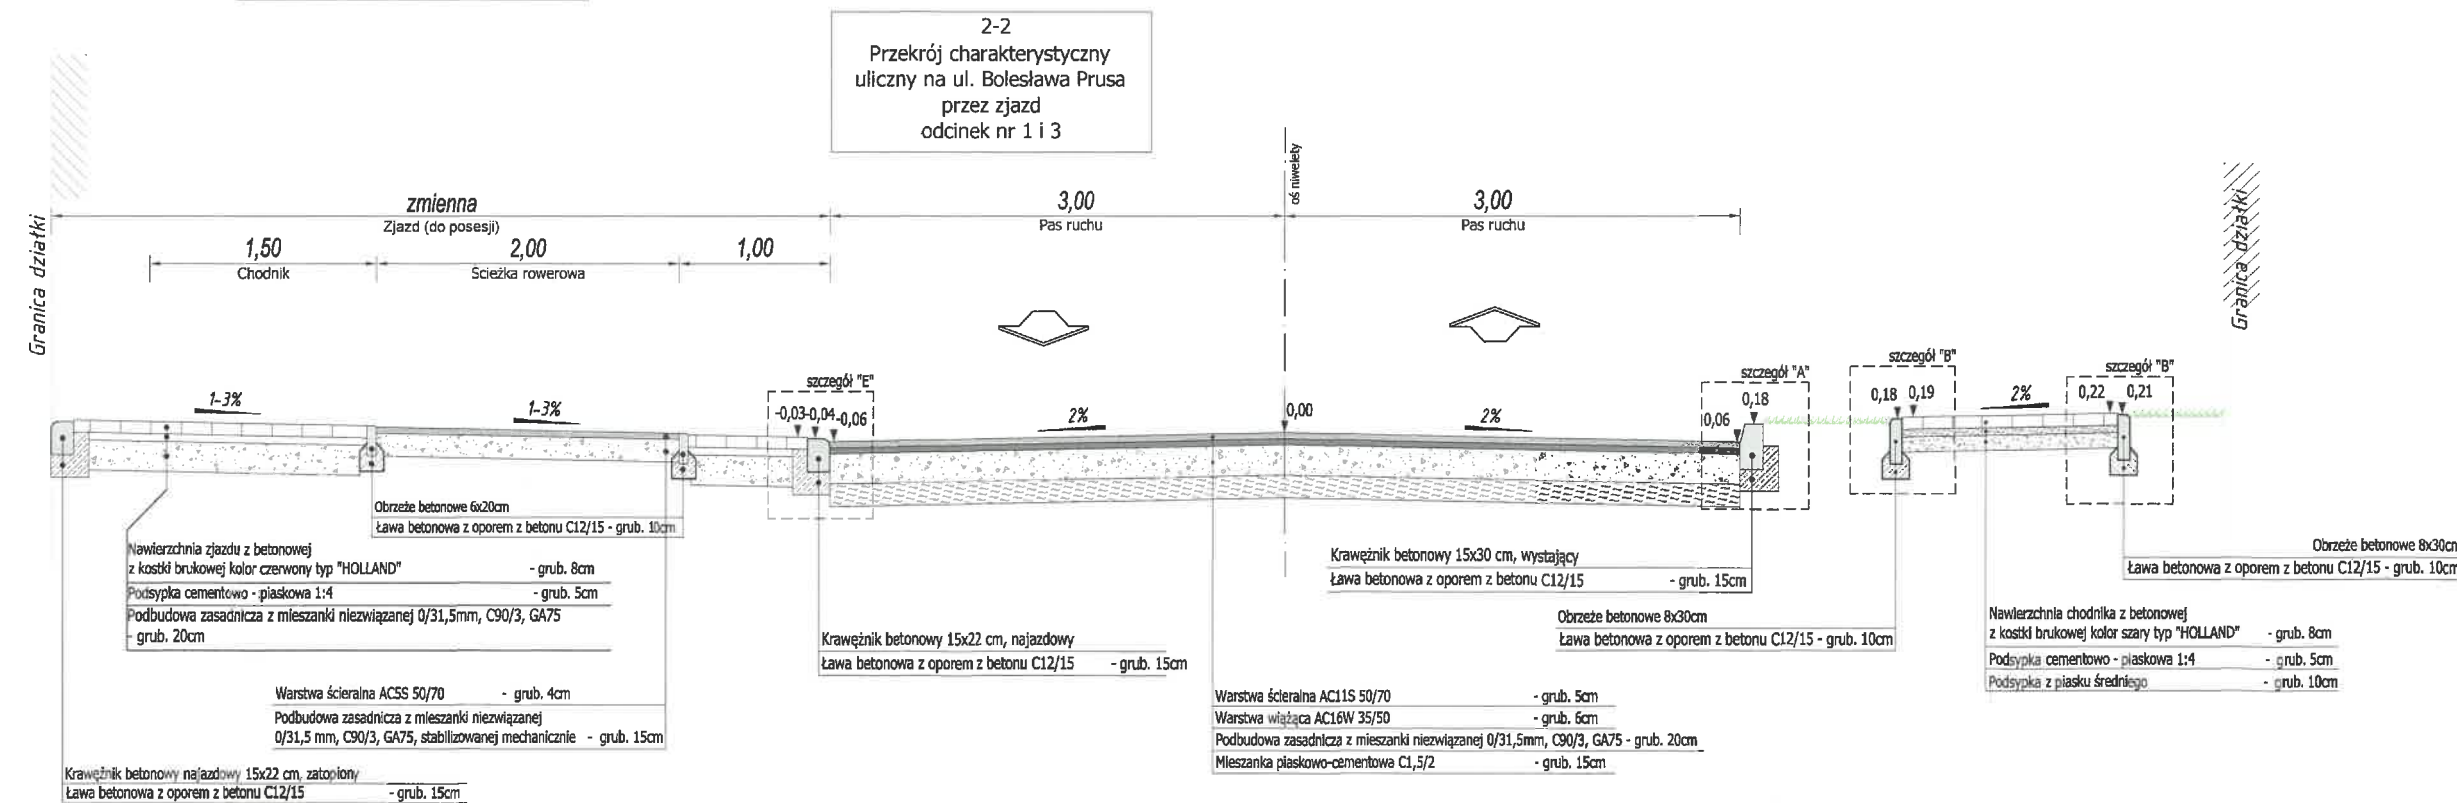 2-2
Przekrój charakterystyczny
uliczny na ul. Bolesława Prusa
przez zjazd
odcinek nr 1 i 3
oś niwelety
Granica działki
Granica działki
zmienna
Zjazd (do posesji)
3,00
Pas ruchu
3,00
Pas ruchu
1,50
Chodnik
2,00
Ścieżka rowerowa
1,00
1-3%
1-3%
szczegół "E"
-0,03
-0,04
-0,06
2%
0,00
2%
szczegół "A"
0,18
0,06
szczegół "B"
0,18
0,19
2%
szczegół "B"
0,22
0,21
Obrzeże betonowe 6x20cm
Ława betonowa z oporem z betonu C12/15 - grub. 10cm
Nawierzchnia zjazdu z betonowej
z kostki brukowej kolor czerwony typ "HOLLAND" - grub. 8cm
Podsypka cementowo - piaskowa 1:4 - grub. 5cm
Podbudowa zasadnicza z mieszanki niezwiązanej 0/31,5mm, C90/3, GA75
- grub. 20cm
Warstwa ścieralna AC5S 50/70 - grub. 4cm
Podbudowa zasadnicza z mieszanki niezwiązanej
0/31,5 mm, C90/3, GA75, stabilizowanej mechanicznie - grub. 15cm
Krawężnik betonowy najazdowy 15x22 cm, zatopiony
Ława betonowa z oporem z betonu C12/15 - grub. 15cm
Krawężnik betonowy 15x22 cm, najazdowy
Ława betonowa z oporem z betonu C12/15 - grub. 15cm
Warstwa ścieralna AC11S 50/70 - grub. 5cm
Warstwa wiążąca AC16W 35/50 - grub. 6cm
Podbudowa zasadnicza z mieszanki niezwiązanej 0/31,5mm, C90/3, GA75 - grub. 20cm
Mieszanka piaskowo-cementowa C1,5/2 - grub. 15cm
Krawężnik betonowy 15x30 cm, wystający
Ława betonowa z oporem z betonu C12/15 - grub. 15cm
Obrzeże betonowe 8x30cm
Ława betonowa z oporem z betonu C12/15 - grub. 10cm
Obrzeże betonowe 8x30cm
Ława betonowa z oporem z betonu C12/15 - grub. 10cm
Nawierzchnia chodnika z betonowej
z kostki brukowej kolor szary typ "HOLLAND" - grub. 8cm
Podsypka cementowo - piaskowa 1:4 - grub. 5cm
Podsypka z piasku średniego - grub. 10cm